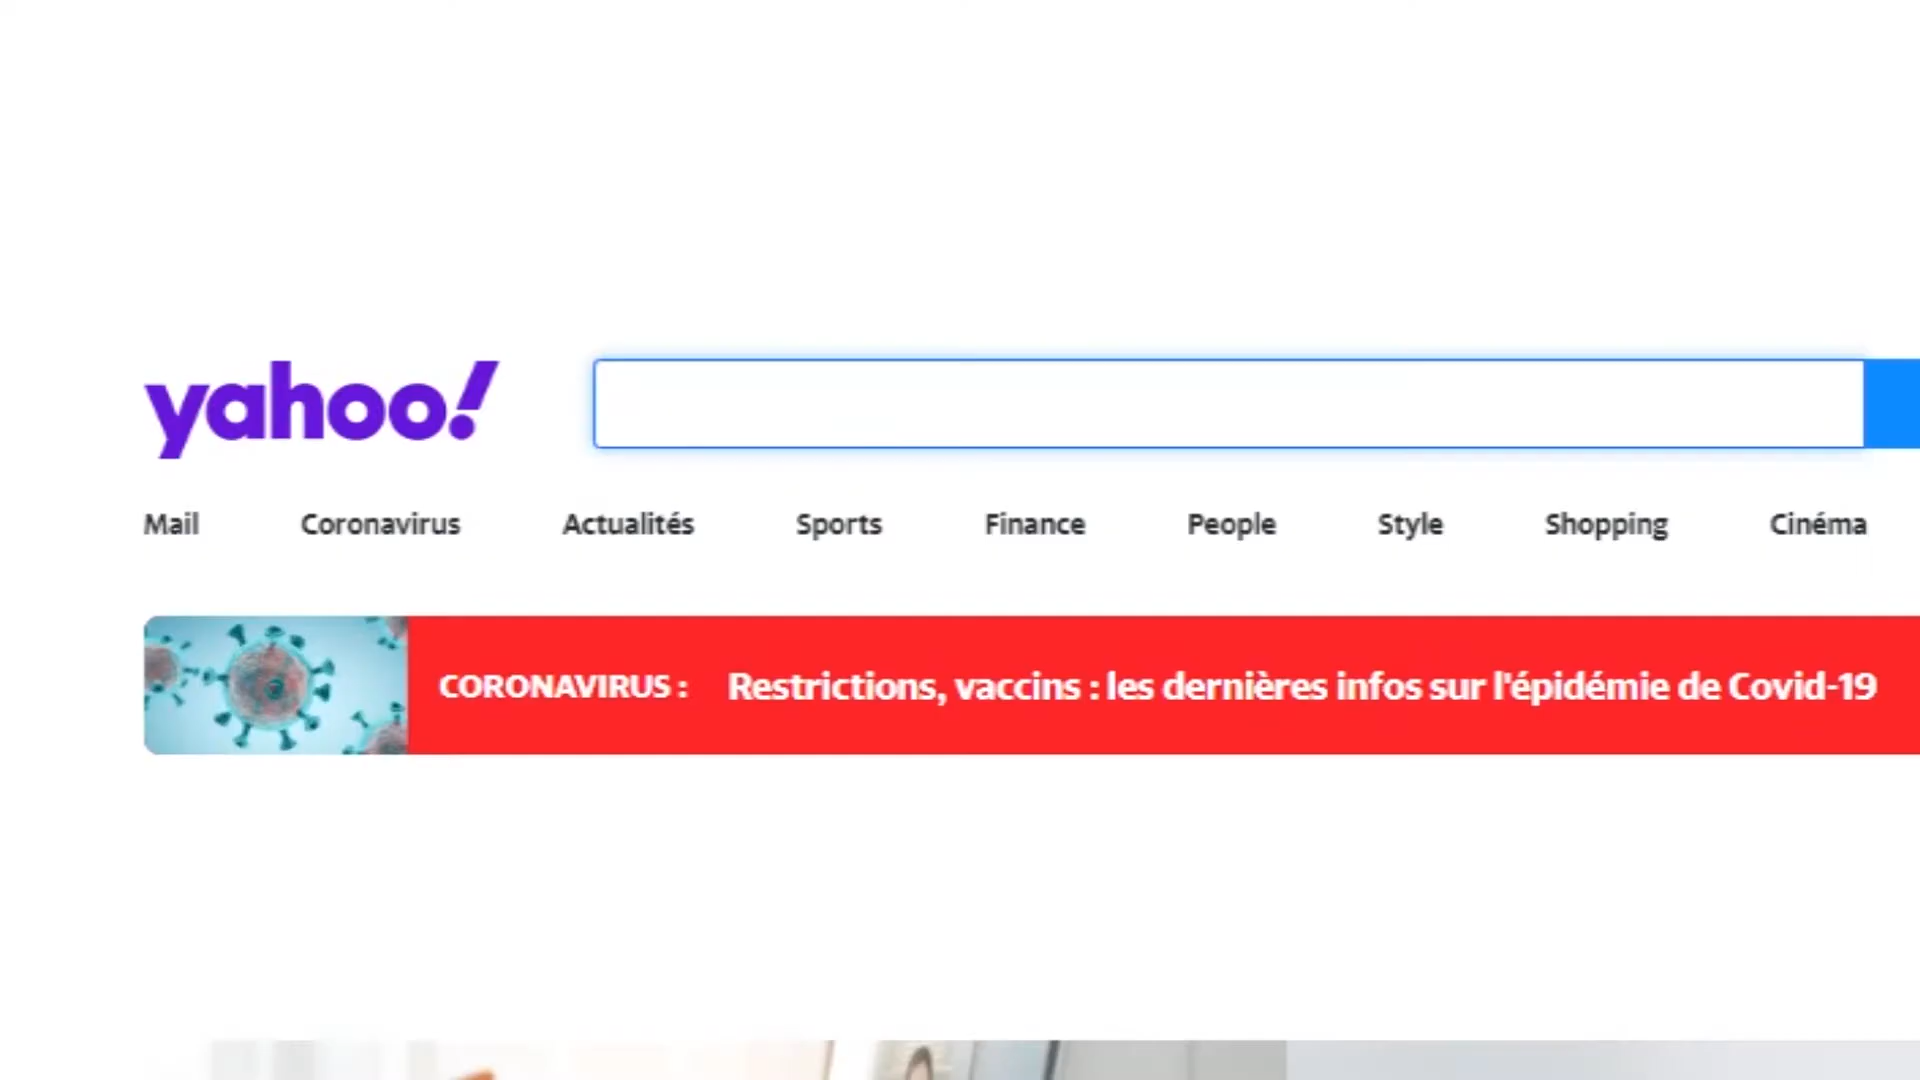 yahoo!
Mail Coronavirus Actualités Sports Finance People Style Shopping Cinéma
CORONAVIRUS : Restrictions, vaccins : les dernières infos sur l'épidémie de Covid-19